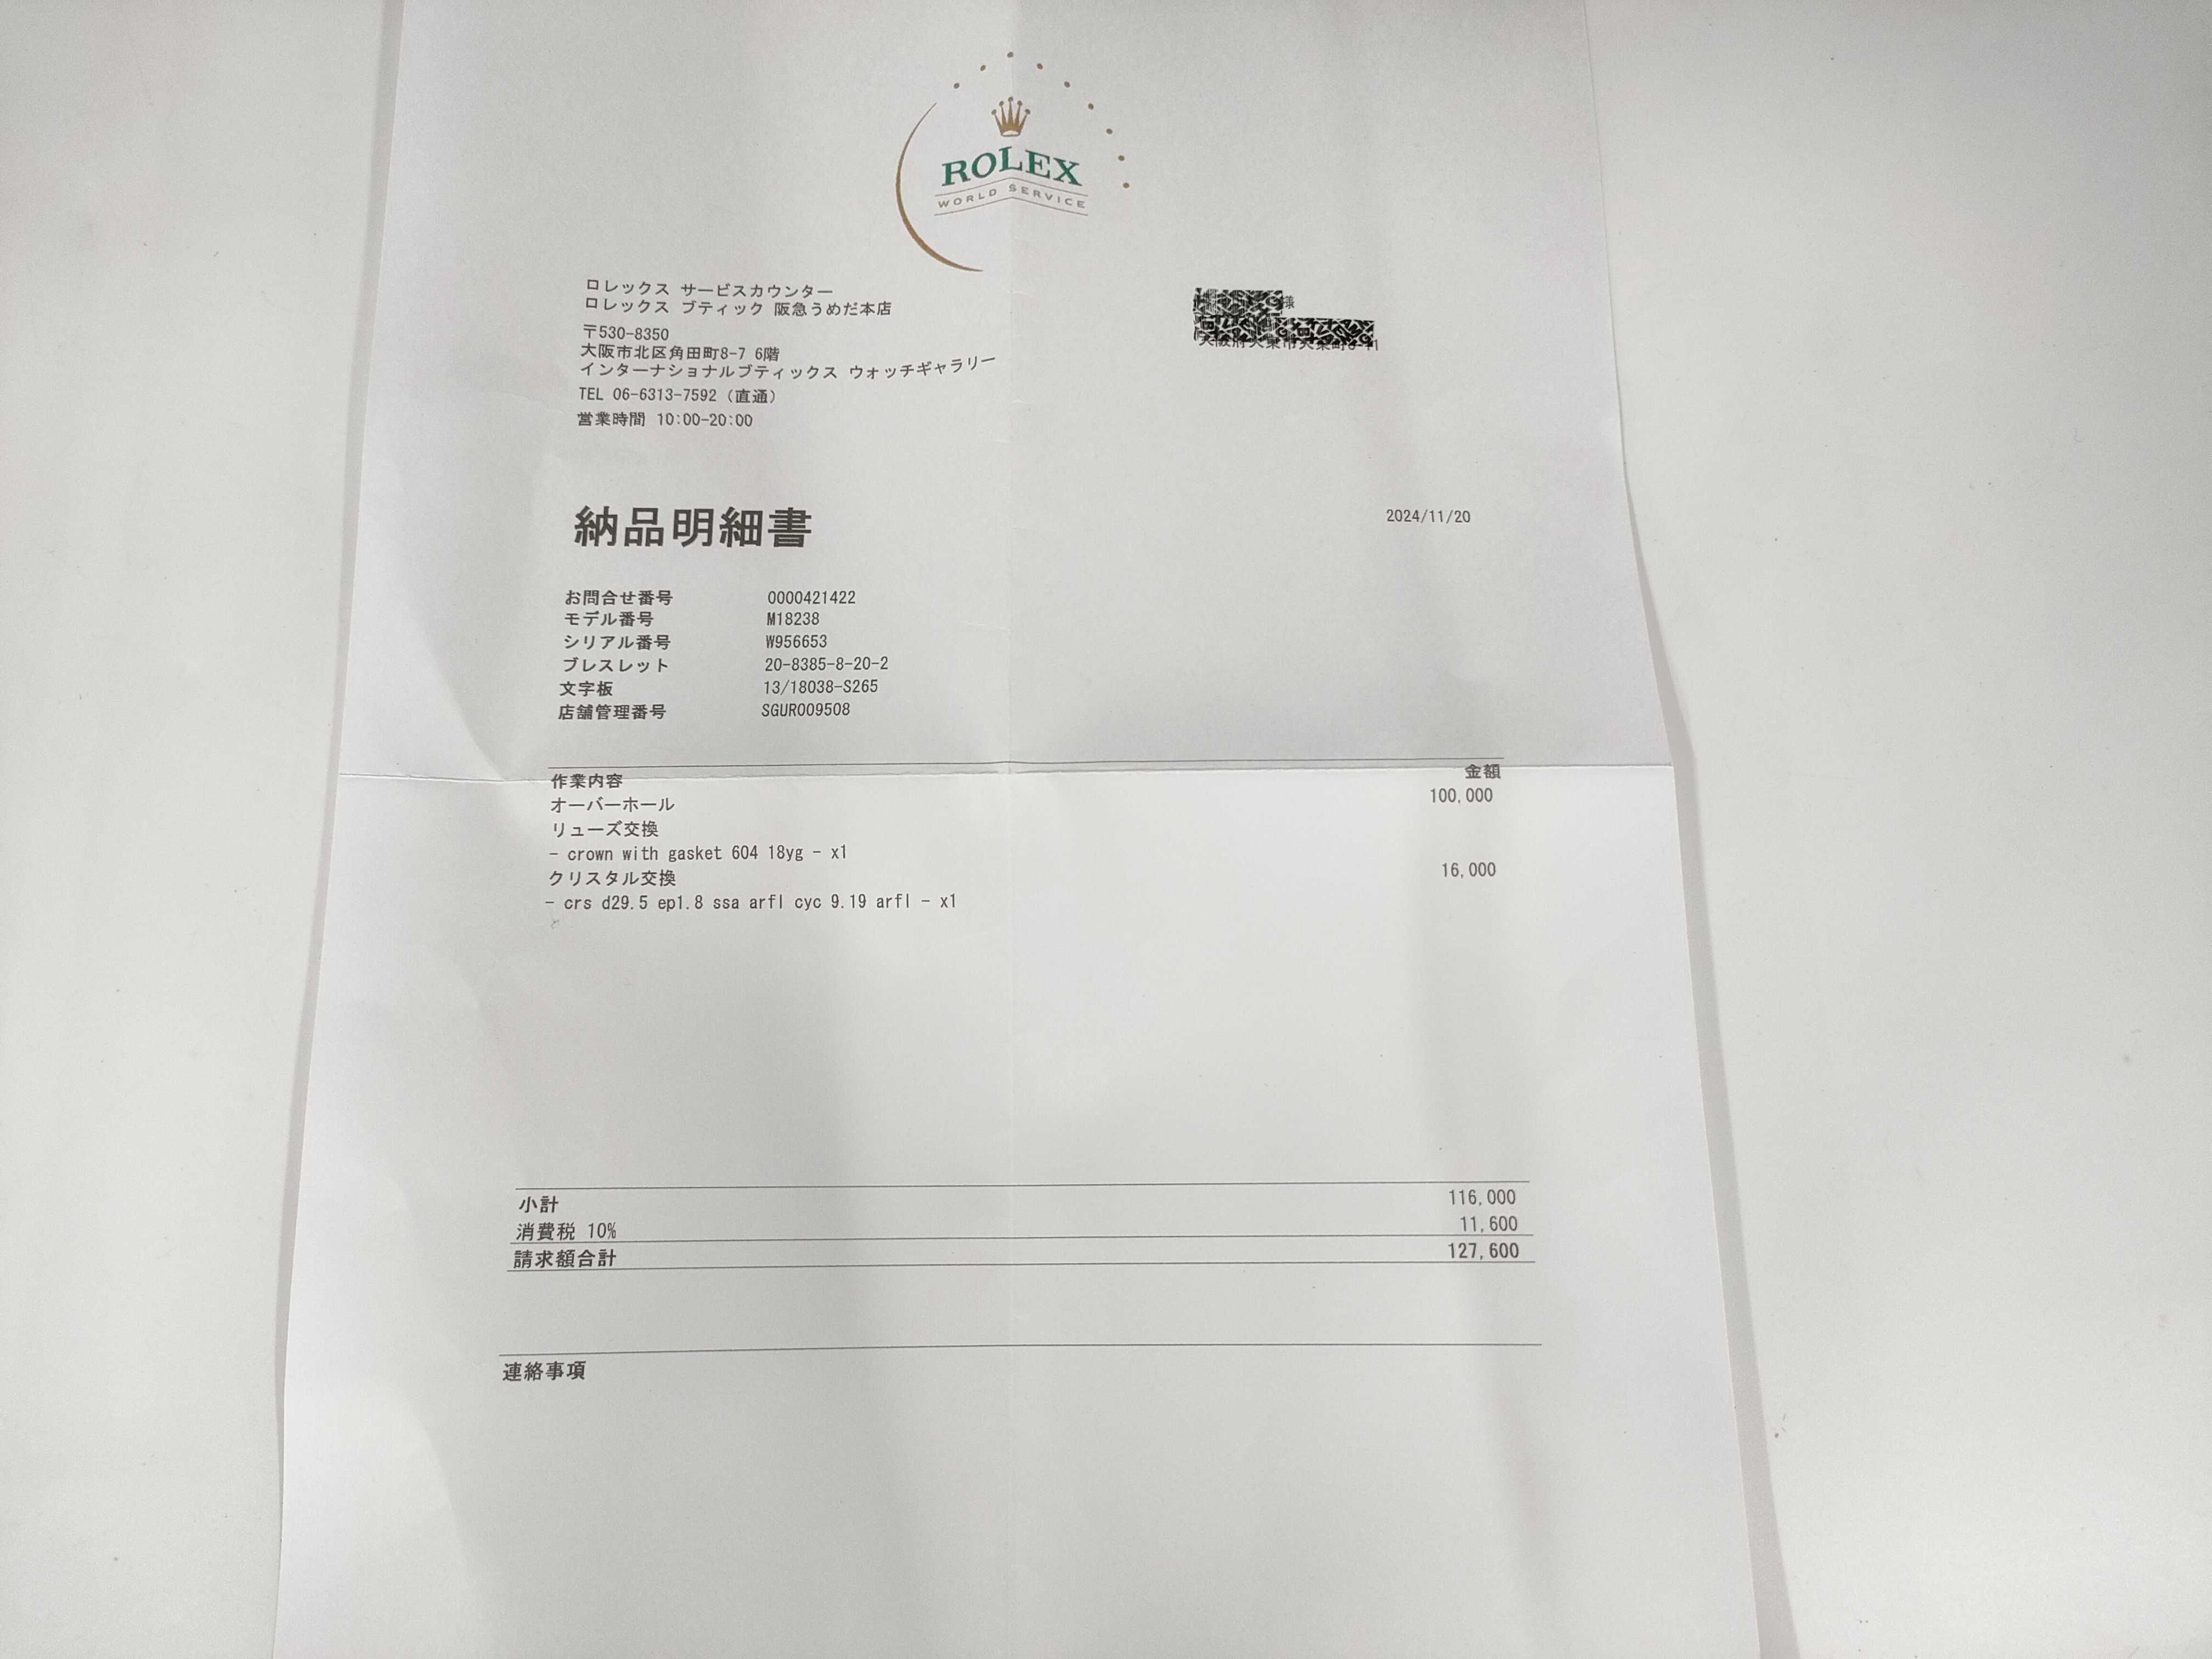 ROLEX
WORLD SERVICE
ロレックス サービスカウンター
ロレックス ブティック 阪急うめだ本店
〒530-8350
大阪市北区角田町8-7 6階
インターナショナルブティックス ウォッチギャラリー
TEL 06-6313-7592（直通）
営業時間 10:00-20:00
様
納品明細書
2024/11/20
お問合せ番号 0000421422
モデル番号 M18238
シリアル番号 W956653
ブレスレット 20-8385-8-20-2
文字板 13/18038-S265
店舗管理番号 SGUR009508
作業内容 金額
オーバーホール 100,000
リューズ交換
- crown with gasket 604 18yg - x1
クリスタル交換 16,000
- crs d29.5 ep1.8 ssa arfl cyc 9.19 arfl - x1
小計 116,000
消費税 10% 11,600
請求額合計 127,600
連絡事項